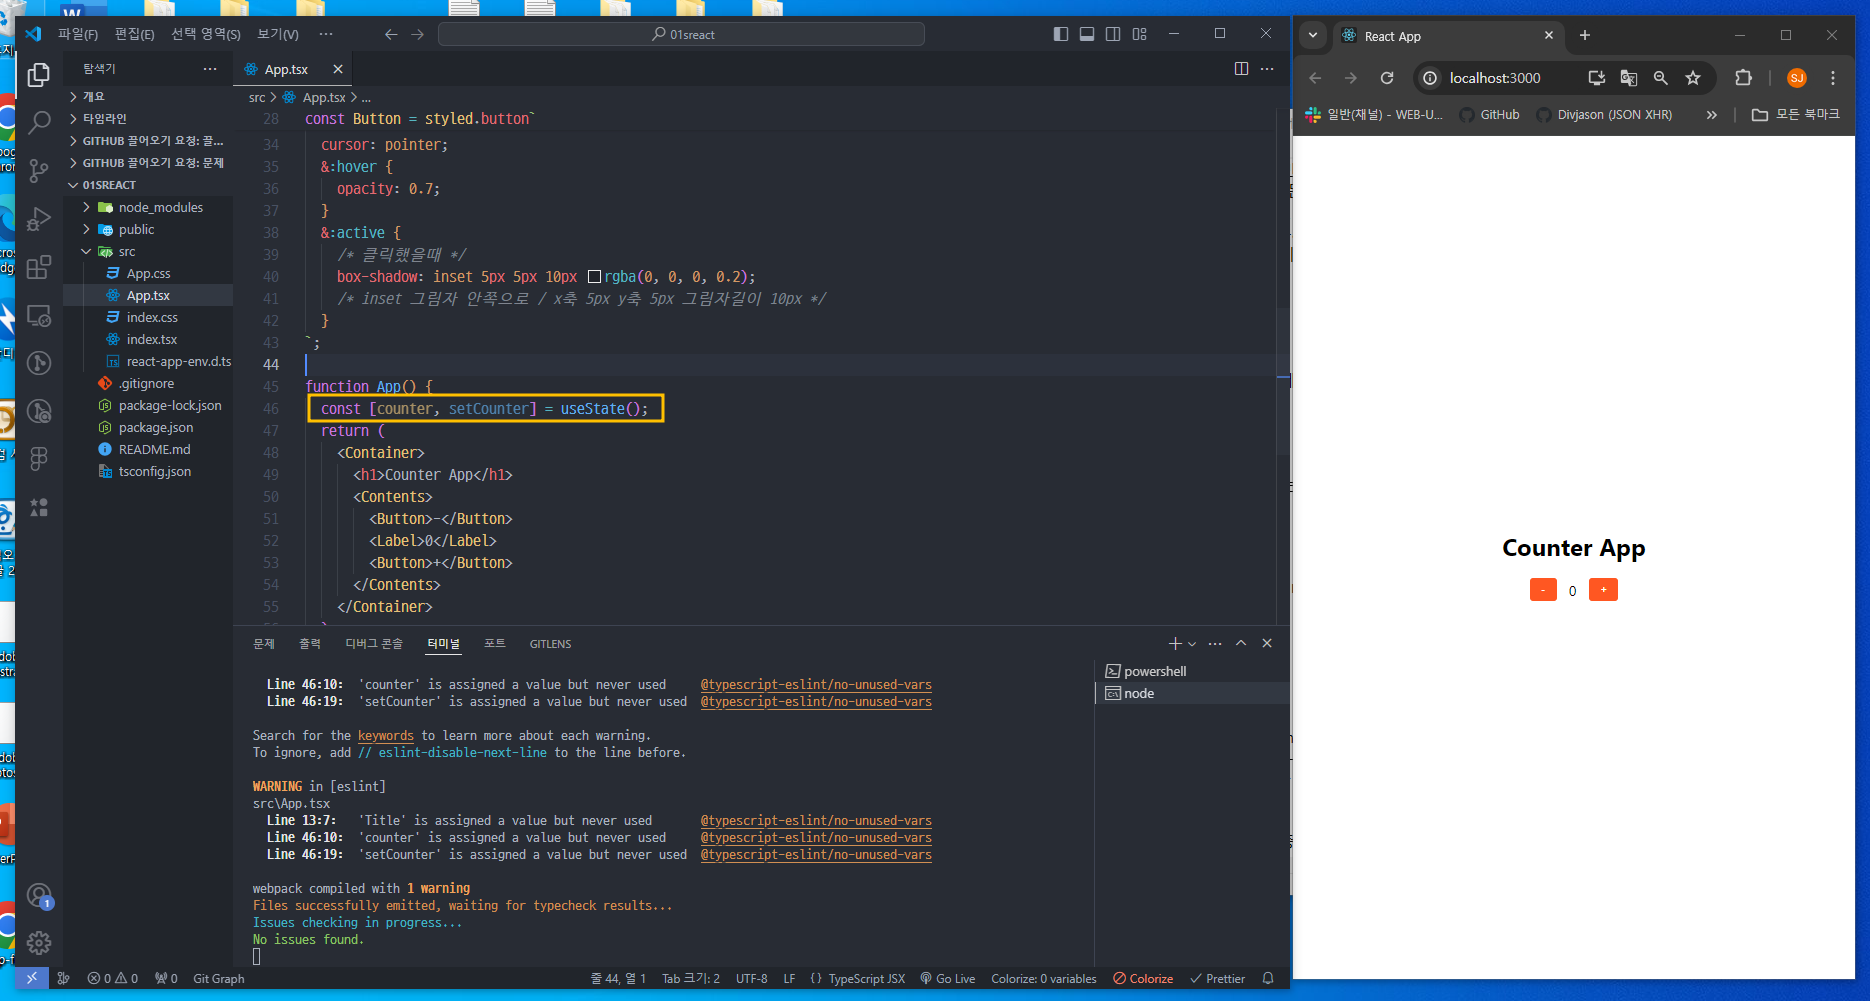 파일(F) 편집(E) 선택 영역(S) 보기(V) ···
01sreact
탐색기
개요
타임라인
GITHUB 끌어오기 요청: 끌...
GITHUB 끌어오기 요청: 문제
01SREACT
node_modules
public
src
App.css
App.tsx
index.css
index.tsx
react-app-env.d.ts
.gitignore
package-lock.json
package.json
README.md
tsconfig.json
1
App.tsx
src > App.tsx > ...
28 const Button = styled.button`
34 cursor: pointer;
35 &:hover {
36 opacity: 0.7;
37 }
38 &:active {
39 /* 클릭했을때 */
40 box-shadow: inset 5px 5px 10px rgba(0, 0, 0, 0.2);
41 /* inset 그림자 안쪽으로 / x축 5px y축 5px 그림자길이 10px */
42 }
43 `;
44
45 function App() {
46 const [counter, setCounter] = useState();
47 return (
48 <Container>
49 <h1>Counter App</h1>
50 <Contents>
51 <Button>-</Button>
52 <Label>0</Label>
53 <Button>+</Button>
54 </Contents>
55 </Container>
문제 출력 디버그 콘솔 터미널 포트 GITLENS
powershell
node
Line 46:10: 'counter' is assigned a value but never used @typescript-eslint/no-unused-vars
Line 46:19: 'setCounter' is assigned a value but never used @typescript-eslint/no-unused-vars
Search for the keywords to learn more about each warning.
To ignore, add // eslint-disable-next-line to the line before.
WARNING in [eslint]
src\App.tsx
Line 13:7: 'Title' is assigned a value but never used @typescript-eslint/no-unused-vars
Line 46:10: 'counter' is assigned a value but never used @typescript-eslint/no-unused-vars
Line 46:19: 'setCounter' is assigned a value but never used @typescript-eslint/no-unused-vars
webpack compiled with 1 warning
Files successfully emitted, waiting for typecheck results...
Issues checking in progress...
No issues found.
0 0 0 Git Graph 줄 44, 열 1 Tab 크기: 2 UTF-8 LF {} TypeScript JSX Go Live Colorize: 0 variables Colorize Prettier
React App
localhost:3000
SJ
일반(채널) - WEB-U... GitHub Divjason (JSON XHR) » 모든 북마크
Counter App
- 0 +